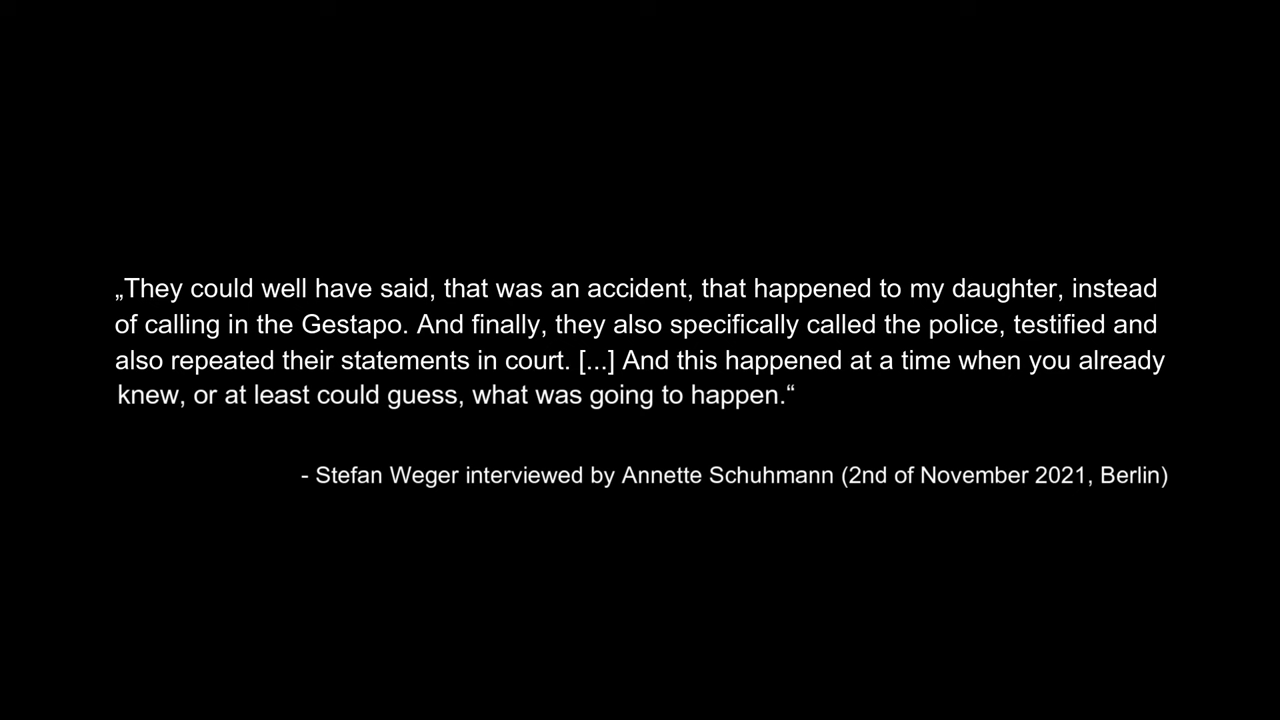 „They could well have said, that was an accident, that happened to my daughter, instead
of calling in the Gestapo. And finally, they also specifically called the police, testified and
also repeated their statements in court. [...] And this happened at a time when you already
knew, or at least could guess, what was going to happen.“
- Stefan Weger interviewed by Annette Schuhmann (2nd of November 2021, Berlin)